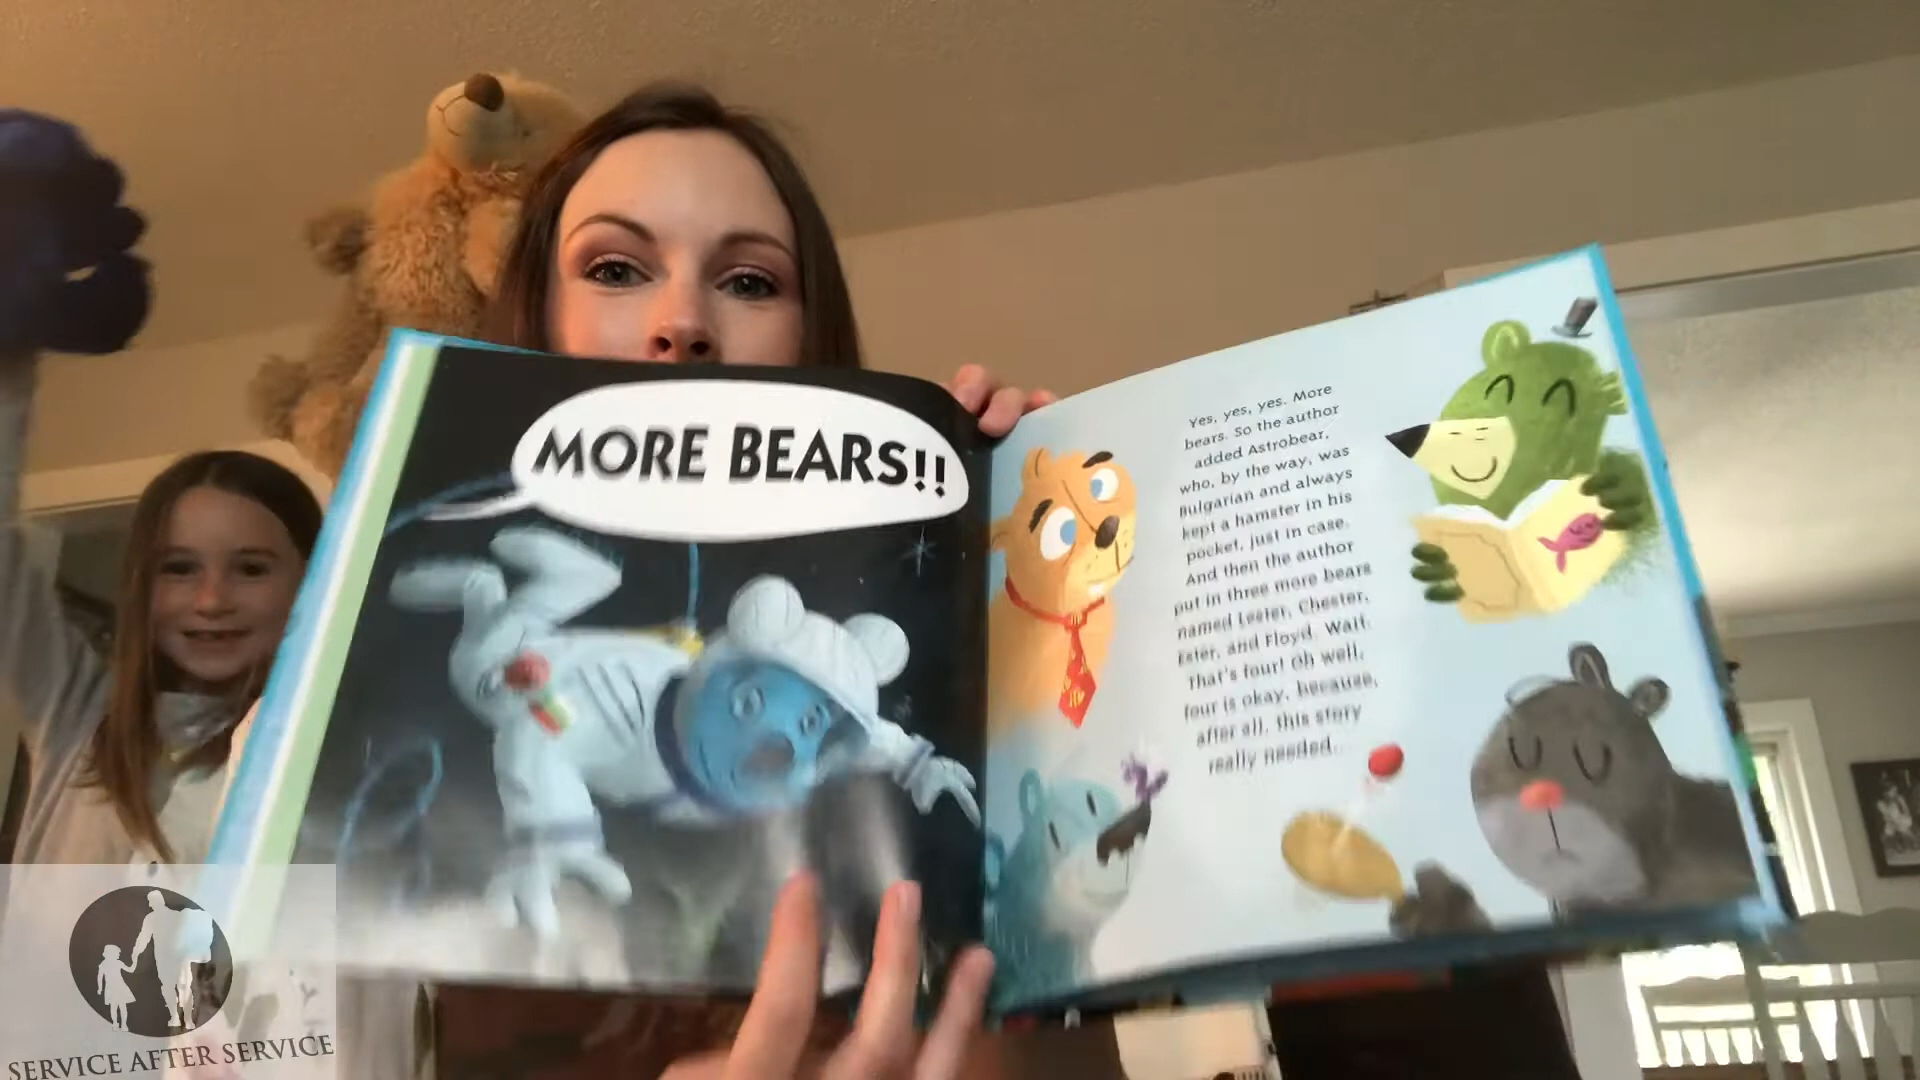 MORE BEARS!!
Yes, yes, yes. More
bears. So the author
added Astrobear,
who, by the way, was
Bulgarian and always
kept a hamster in his
pocket, just in case.
And then the author
put in three more bears
named Lester, Chester,
Ester, and Floyd. Wait.
That's four! Oh well,
four is okay, because,
after all, this story
really needed...
SERVICE AFTER SERVICE